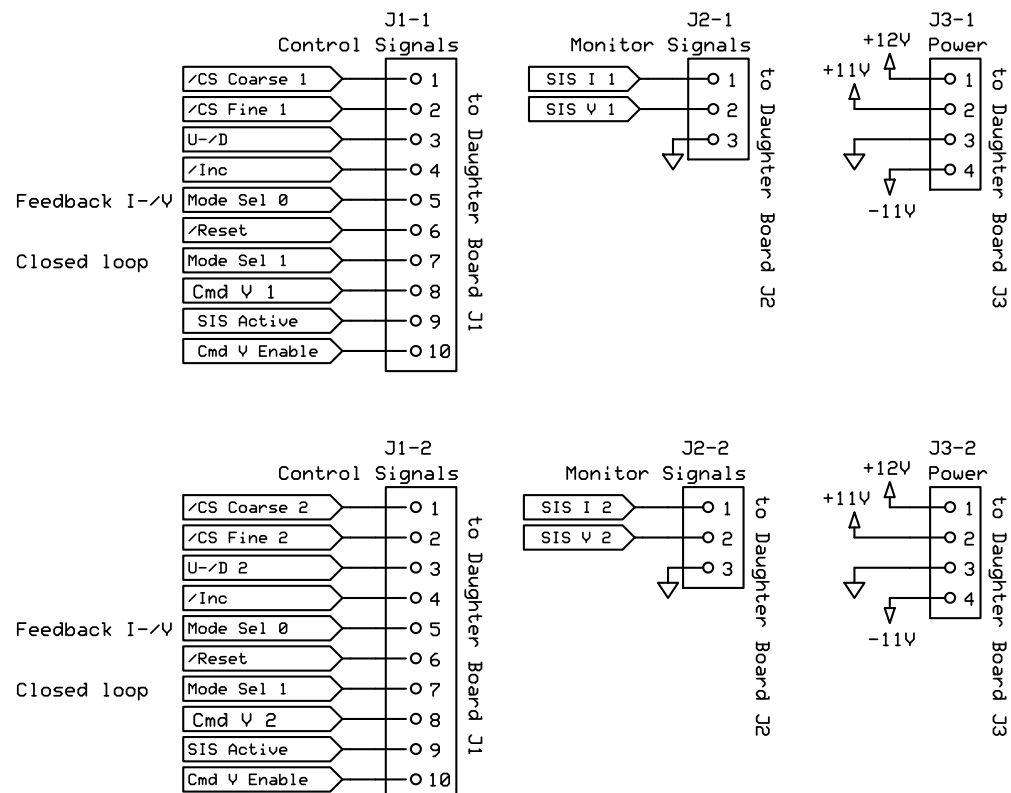 J1-1
Control Signals
/CS Coarse 1
1
/CS Fine 1
2
U-/D
3
/Inc
4
Feedback I-/V
Mode Sel 0
5
/Reset
6
Closed loop
Mode Sel 1
7
Cmd V 1
8
SIS Active
9
Cmd V Enable
10
to Daughter Board J1
J2-1
Monitor Signals
SIS I 1
1
SIS V 1
2
3
to Daughter Board J2
J3-1
Power
+12V
+11V
1
2
3
4
-11V
to Daughter Board J3
J1-2
Control Signals
/CS Coarse 2
1
/CS Fine 2
2
U-/D 2
3
/Inc
4
Feedback I-/V
Mode Sel 0
5
/Reset
6
Closed loop
Mode Sel 1
7
Cmd V 2
8
SIS Active
9
Cmd V Enable
10
to Daughter Board J1
J2-2
Monitor Signals
SIS I 2
1
SIS V 2
2
3
to Daughter Board J2
J3-2
Power
+12V
+11V
1
2
3
4
-11V
to Daughter Board J3